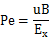 Pe = uB / Eₓ